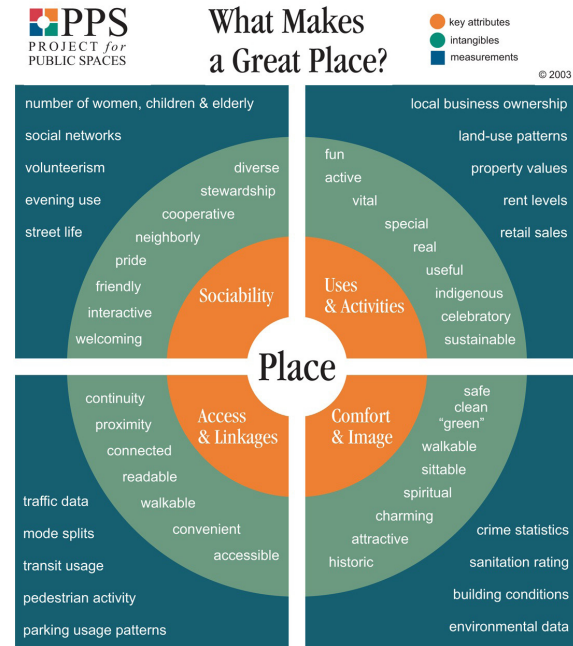 PPS
PROJECT for
PUBLIC SPACES
What Makes
a Great Place?
key attributes
intangibles
measurements
© 2003
number of women, children & elderly
social networks
volunteerism
evening use
street life
diverse
stewardship
cooperative
neighborly
pride
friendly
interactive
welcoming
Sociability
local business ownership
land-use patterns
property values
rent levels
retail sales
fun
active
vital
special
real
useful
indigenous
celebratory
sustainable
Uses
& Activities
Place
continuity
proximity
connected
readable
walkable
convenient
accessible
Access
& Linkages
traffic data
mode splits
transit usage
pedestrian activity
parking usage patterns
Comfort
& Image
safe
clean
“green”
walkable
sittable
spiritual
charming
attractive
historic
crime statistics
sanitation rating
building conditions
environmental data